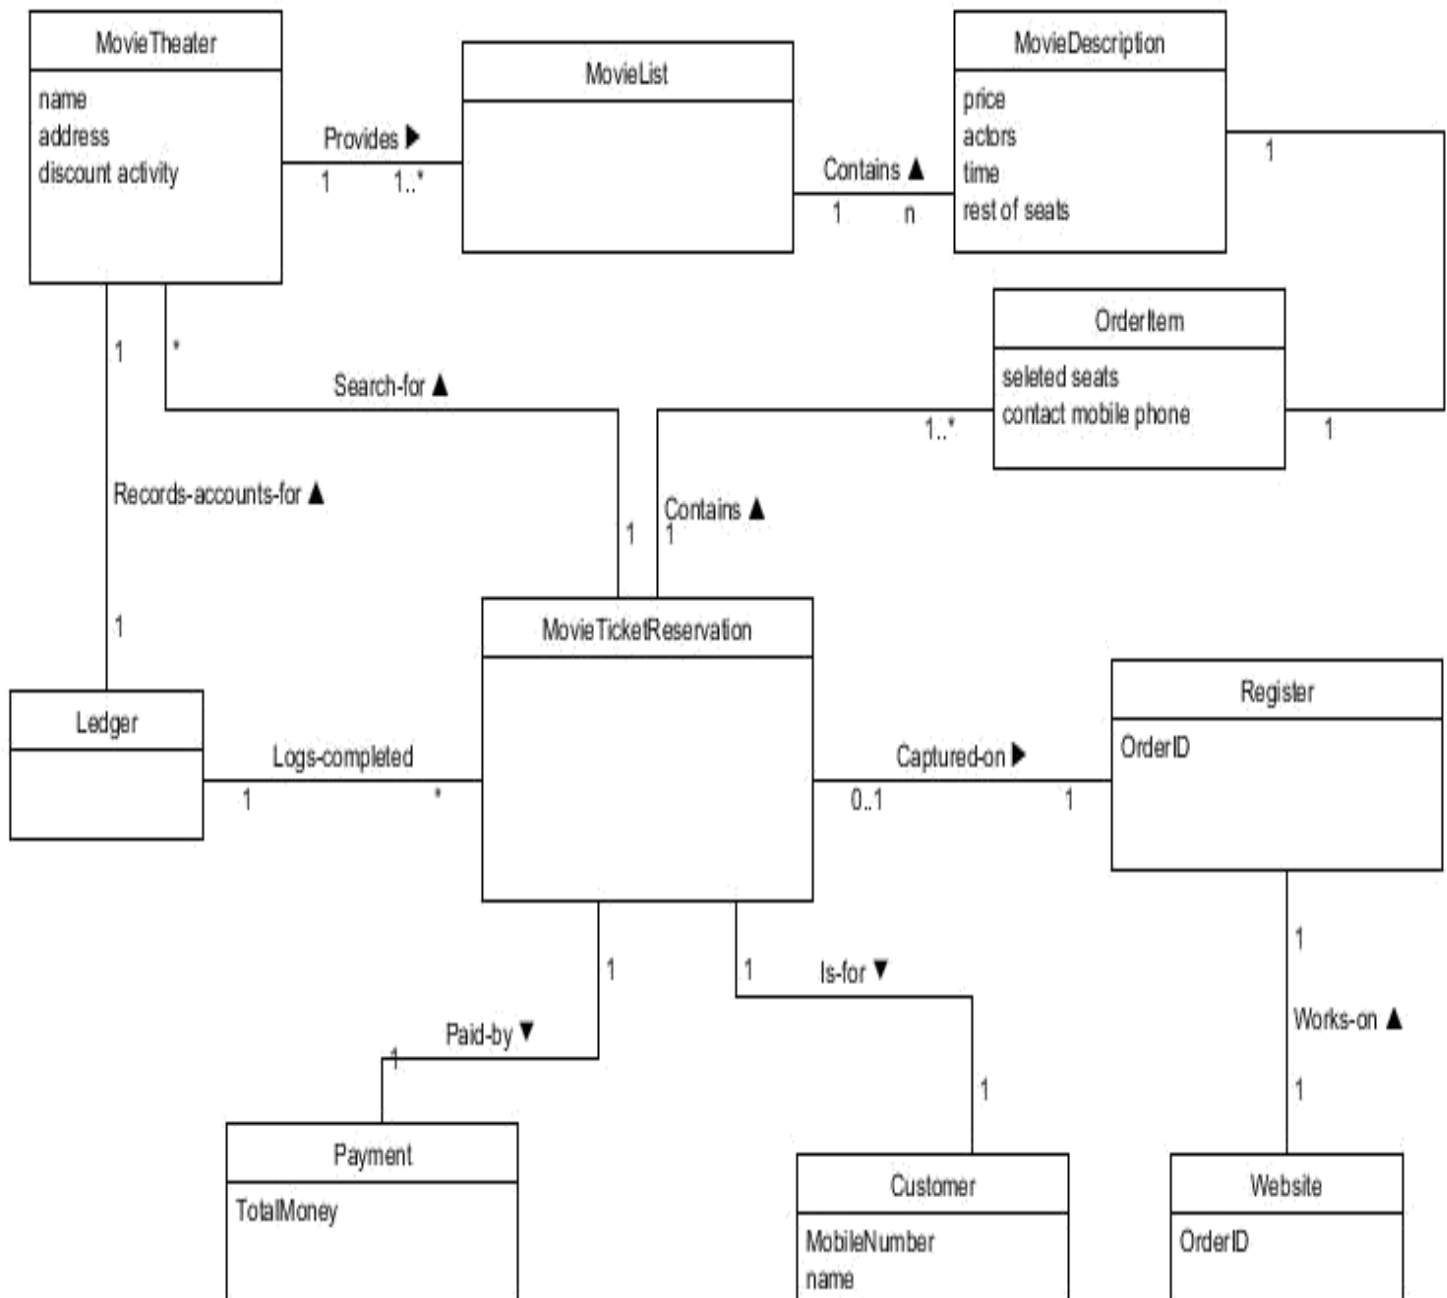 MovieTheater
name
address
discount activity
Provides ▶
1 1..*
MovieList
Contains ▲
1 n
MovieDescription
price
actors
time
rest of seats
1
OrderItem
seleted seats
contact mobile phone
1
1..*
1
*
Search-for ▲
Records-accounts-for ▲
Contains ▲
1
1
1
MovieTicketReservation
Ledger
Logs-completed
1 *
Captured-on ▶
0..1 1
Register
OrderID
1
Works-on ▲
1
1
Is-for ▼
1
1
Paid-by ▼
1
Payment
TotalMoney
Customer
MobileNumber
name
Website
OrderID